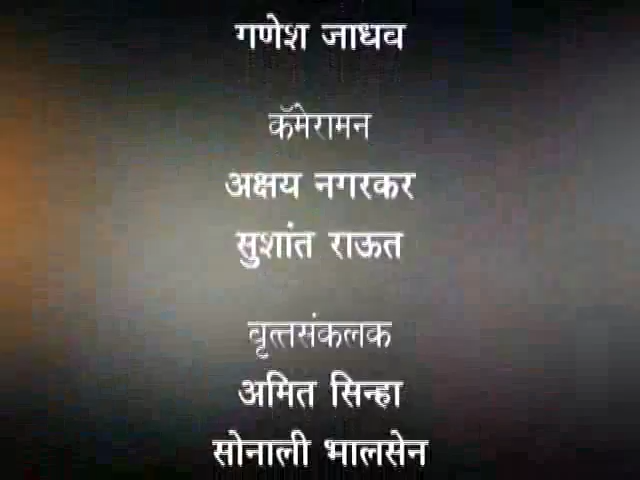 गणेश जाधव
कॅमेरामन
अक्षय नगरकर
सुशांत राऊत
वृत्तसंकलक
अमित सिन्हा
सोनाली भालसेन